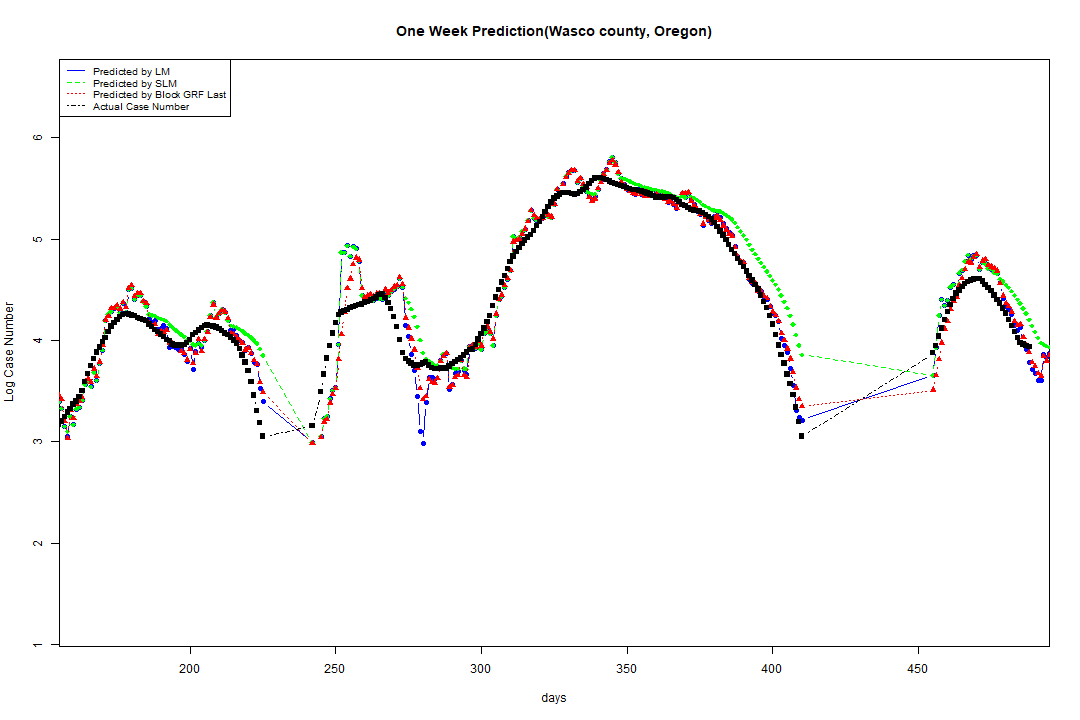 One Week Prediction(Wasco county, Oregon)
Predicted by LM
Predicted by SLM
Predicted by Block GRF Last
Actual Case Number
6
5
4
3
2
1
Log Case Number
200 250 300 350 400 450
days